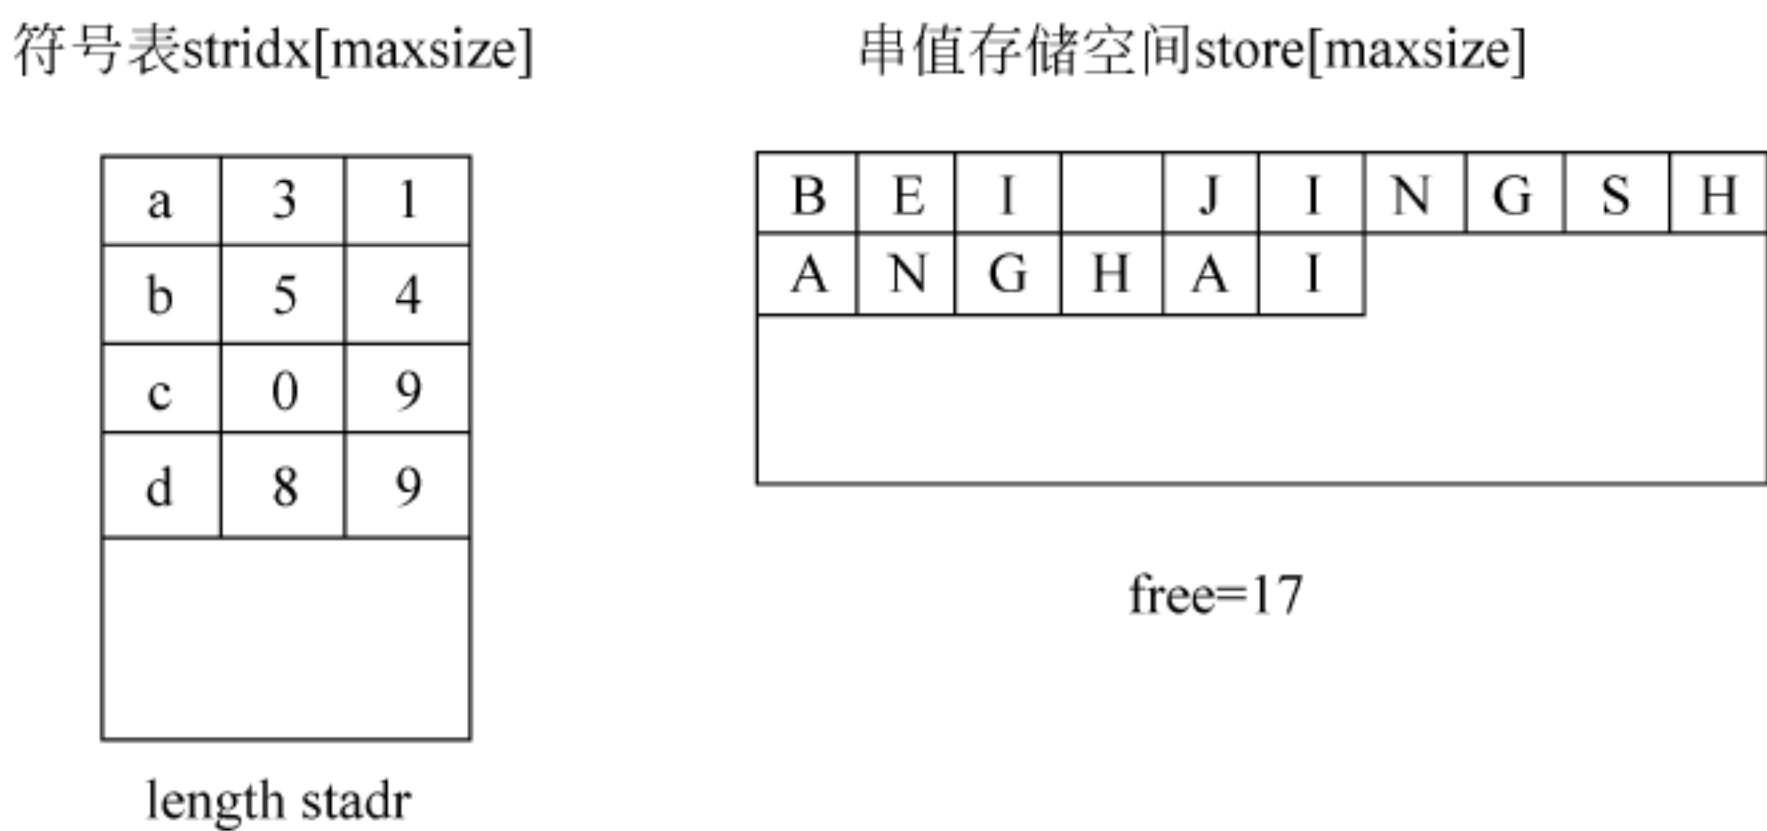 符号表stridx[maxsize]
串值存储空间store[maxsize]
a 3 1
b 5 4
c 0 9
d 8 9
length stadr
B E I J I N G S H
A N G H A I
free=17